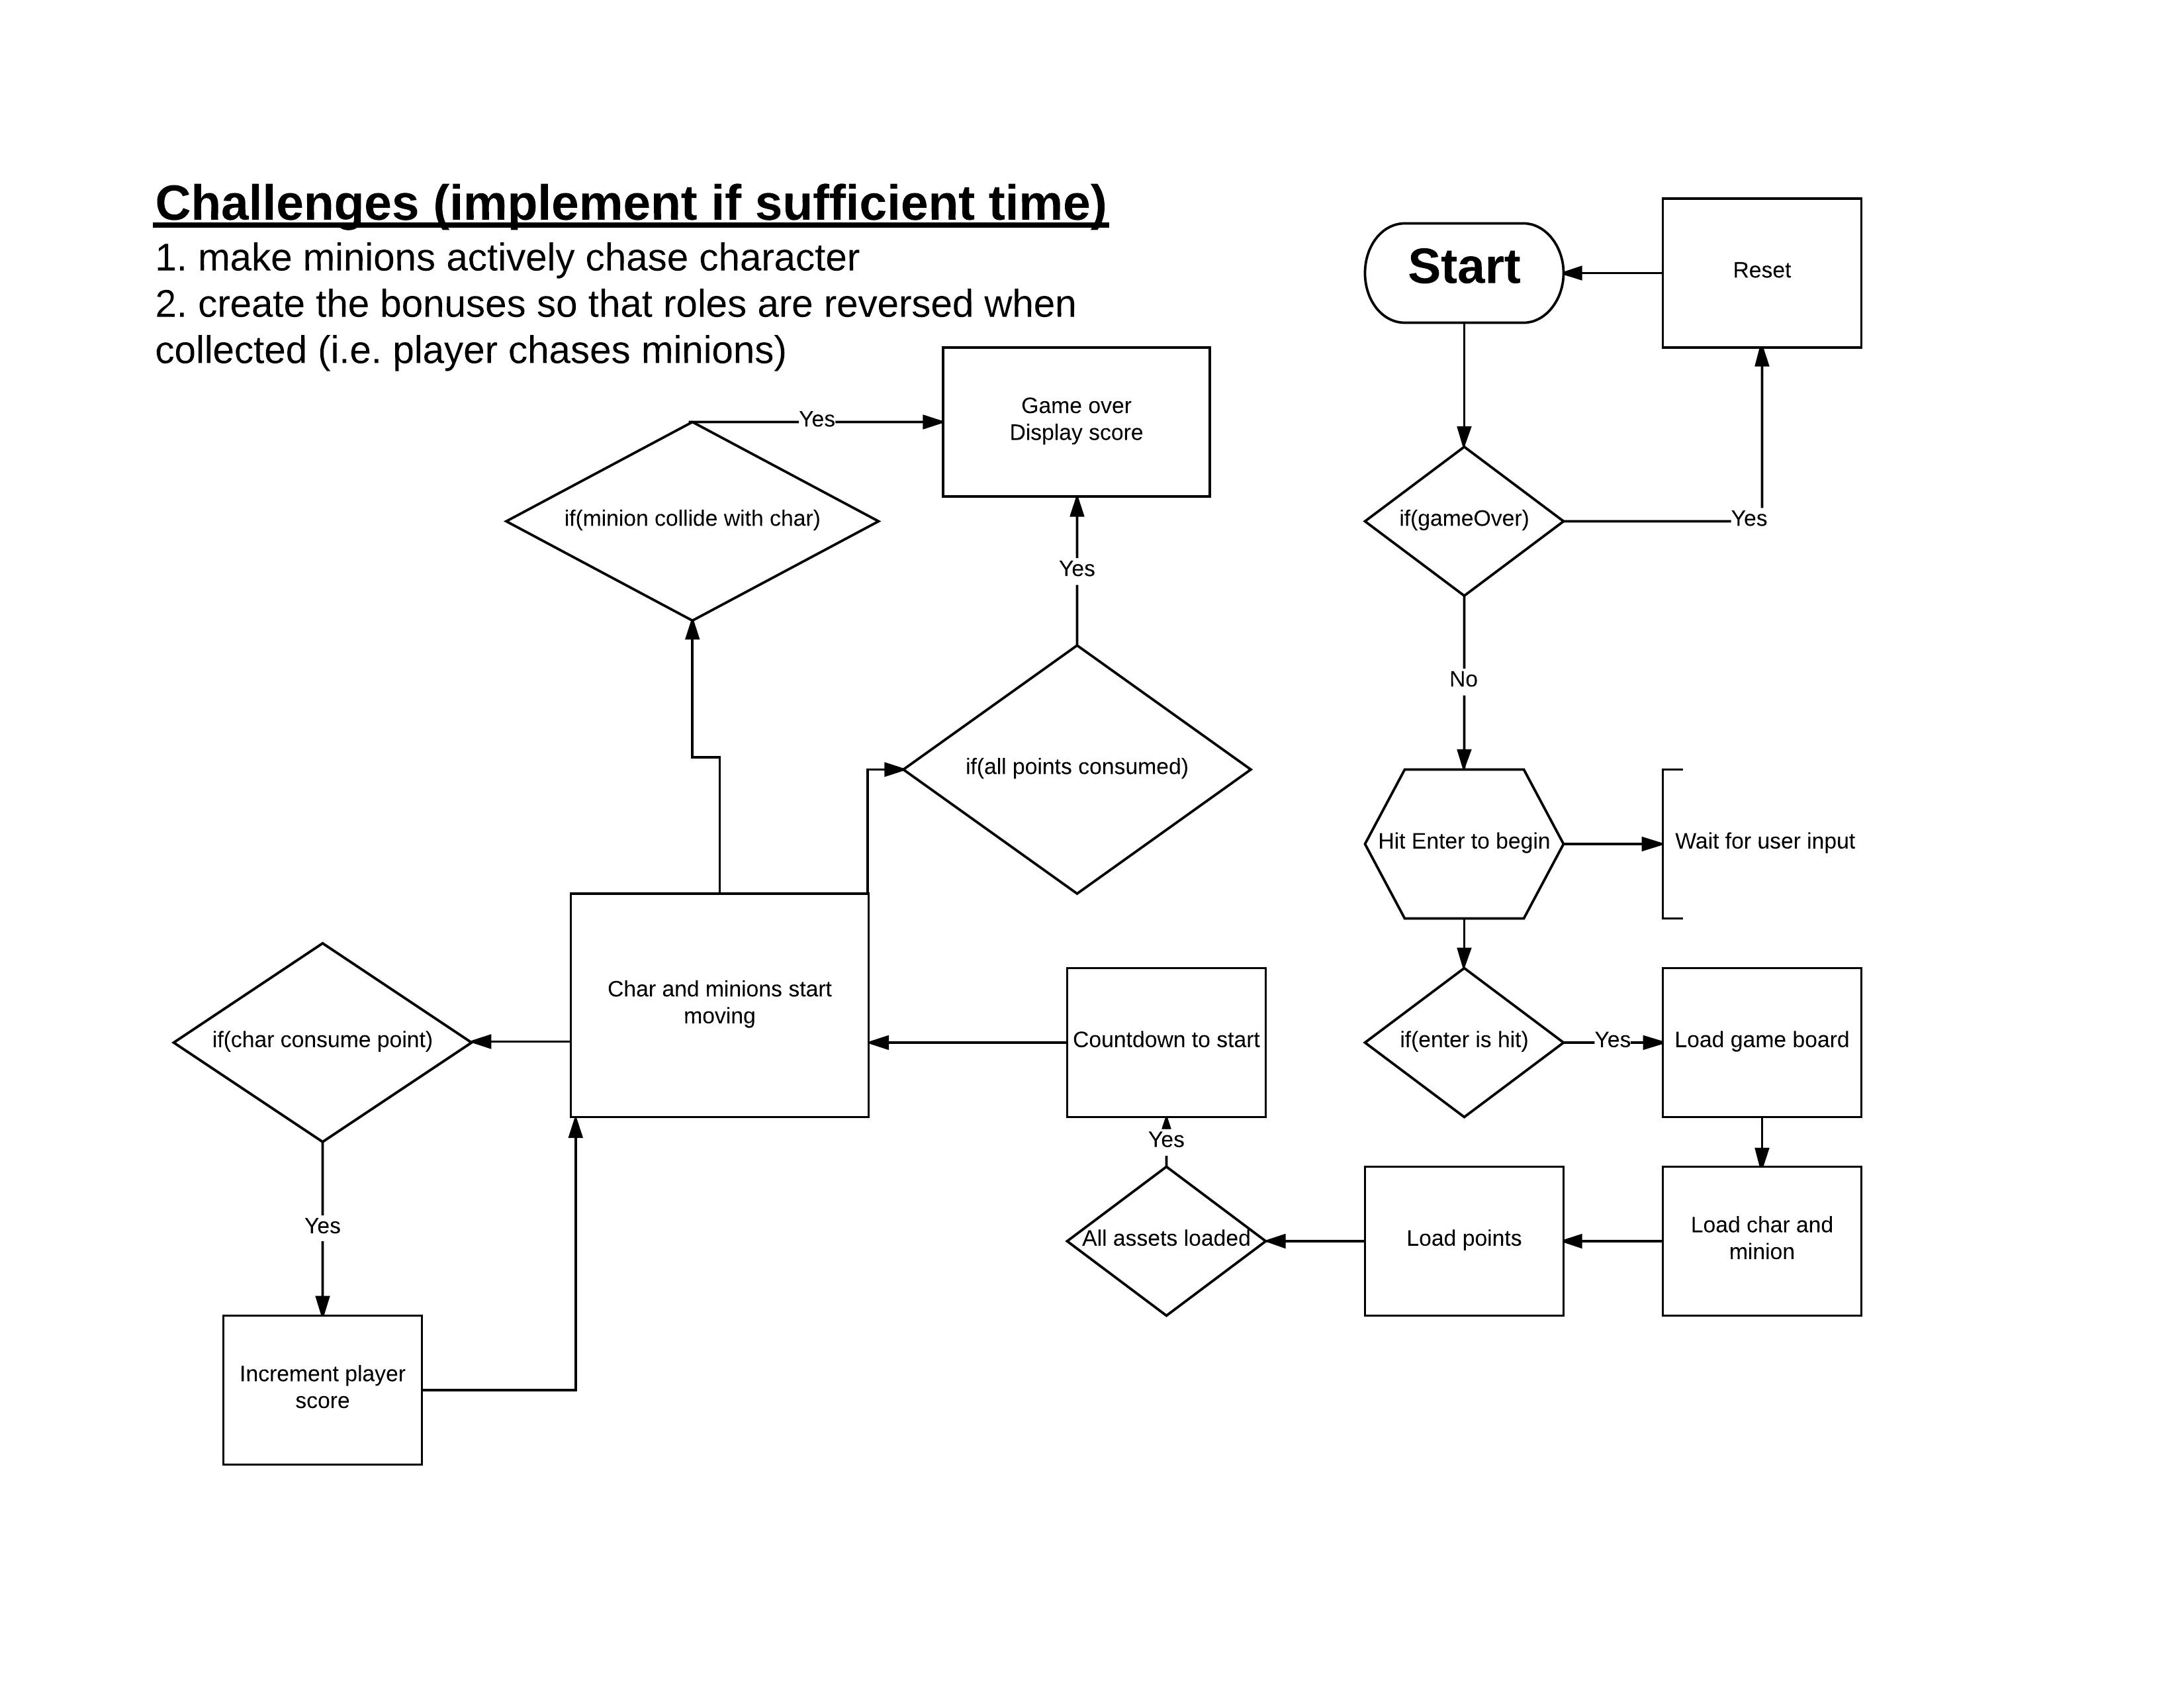 Challenges (implement if sufficient time)
1. make minions actively chase character
2. create the bonuses so that roles are reversed when
collected (i.e. player chases minions)
Start
Reset
Game over
Display score
Yes
if(minion collide with char)
if(gameOver)
Yes
Yes
No
if(all points consumed)
Hit Enter to begin
Wait for user input
Char and minions start
moving
if(char consume point)
Countdown to start
if(enter is hit)
Yes
Load game board
Yes
All assets loaded
Load points
Load char and
minion
Yes
Increment player
score